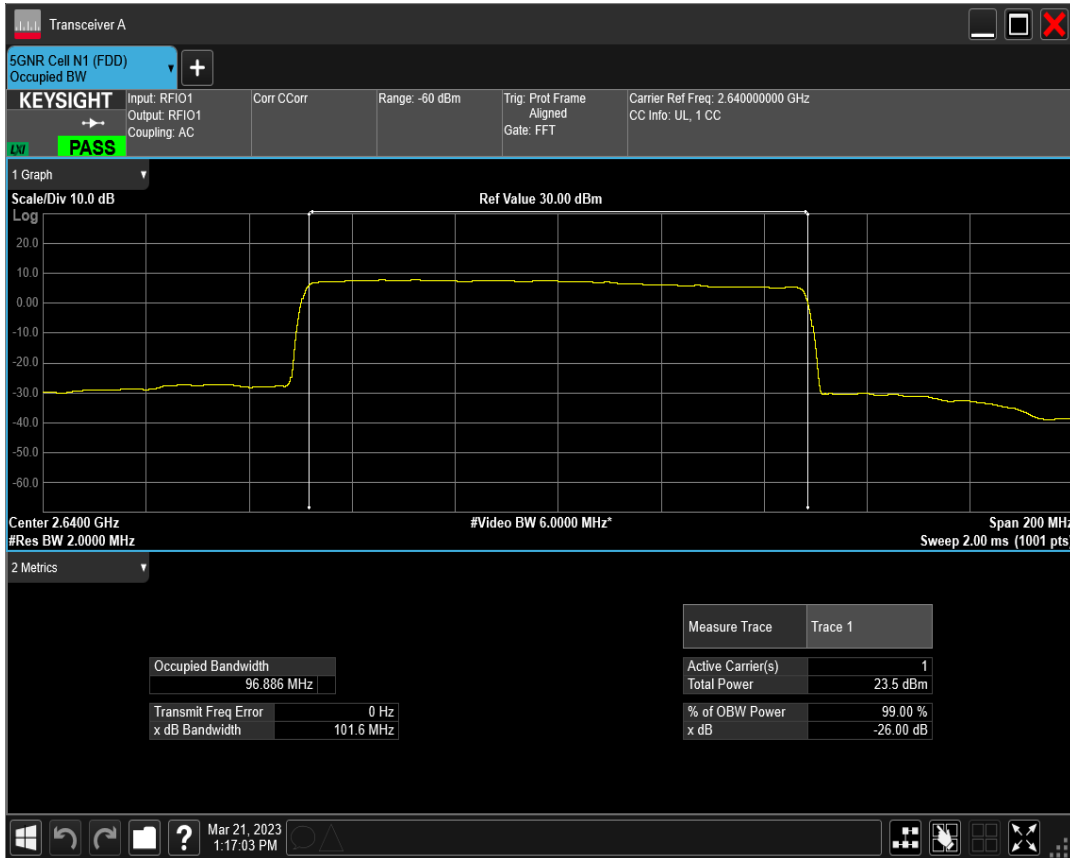 Transceiver A
5GNR Cell N1 (FDD)
Occupied BW
+
KEYSIGHT
LXI
PASS
Input: RFIO1
Output: RFIO1
Coupling: AC
Corr CCorr
Range: -60 dBm
Trig: Prot Frame
Aligned
Gate: FFT
Carrier Ref Freq: 2.640000000 GHz
CC Info: UL, 1 CC
1 Graph
Scale/Div 10.0 dB
Ref Value 30.00 dBm
Log
20.0
10.0
0.00
-10.0
-20.0
-30.0
-40.0
-50.0
-60.0
Center 2.6400 GHz
#Video BW 6.0000 MHz*
Span 200 MHz
#Res BW 2.0000 MHz
Sweep 2.00 ms (1001 pts)
2 Metrics
Measure Trace Trace 1
Occupied Bandwidth
96.886 MHz
Transmit Freq Error 0 Hz
x dB Bandwidth 101.6 MHz
Active Carrier(s) 1
Total Power 23.5 dBm
% of OBW Power 99.00 %
x dB -26.00 dB
?
Mar 21, 2023
1:17:03 PM